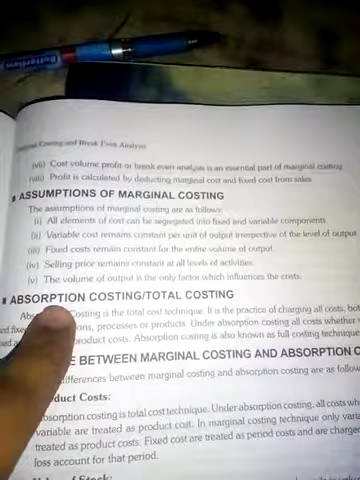 Butterflow
Costing and Break Even Analysis
(vii) Cost volume profit or break even analysis is an essential part of marginal costing
(viii) Profit is calculated by deducting marginal cost and fixed cost from sales
ASSUMPTIONS OF MARGINAL COSTING
The assumptions of marginal costing are as follows:
(i) All elements of cost can be segregated into fixed and variable components
(ii) Variable cost remains constant per unit of output irrespective of the level of output
(iii) Fixed costs remain constant for the entire volume of output.
(iv) Selling price remains constant at all levels of activities.
(v) The volume of output is the only factor which influences the costs.
ABSORPTION COSTING/TOTAL COSTING
Costing is the total cost technique. It is the practice of charging all costs, bot
and fixe ons, processes or products. Under absorption costing all costs whether
product costs. Absorption costing is also known as full costing technique
E BETWEEN MARGINAL COSTING AND ABSORPTION C
differences between marginal costing and absorption costing are as follow
duct Costs:
bsorption costing is total cost technique. Under absorption costing, all costs wh
variable are treated as product cost. In marginal costing technique only varia
treated as product costs. Fixed cost are treated as period costs and are charge
loss account for that period.